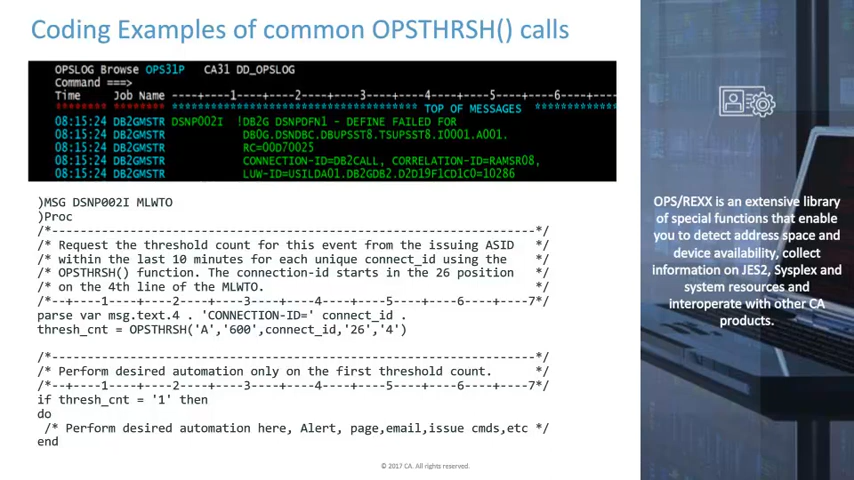 Coding Examples of common OPSTHRSH() calls
OPSLOG Browse OPS31P CA31 DD_OPSLOG
Command ===>
Time Job Name ----+----1----+----2----+----3----+----4----+----5----+----6----+
******** ******** ************************************** TOP OF MESSAGES *************
08:15:24 DB2GMSTR DSNP002I !DB2G DSNPDFN1 - DEFINE FAILED FOR
08:15:24 DB2GMSTR DB0G.DSNDBC.DBUPSST8.TSUPSST8.I0001.A001.
08:15:24 DB2GMSTR RC=00D70025
08:15:24 DB2GMSTR CONNECTION-ID=DB2CALL, CORRELATION-ID=RAMSR08,
08:15:24 DB2GMSTR LUW-ID=USILDA01.DB2GDB2.D2D19F1CD1C0=10286
)MSG DSNP002I MLWTO
)Proc
/*------------------------------------------------------------------*/
/* Request the threshold count for this event from the issuing ASID */
/* within the last 10 minutes for each unique connect_id using the */
/* OPSTHRSH() function. The connection-id starts in the 26 position */
/* on the 4th line of the MLWTO. */
/*--+----1----+----2----+----3----+----4----+----5----+----6----+----7*/
parse var msg.text.4 . 'CONNECTION-ID=' connect_id .
thresh_cnt = OPSTHRSH('A','600',connect_id,'26','4')
/*------------------------------------------------------------------*/
/* Perform desired automation only on the first threshold count. */
/*--+----1----+----2----+----3----+----4----+----5----+----6----+----7*/
if thresh_cnt = '1' then
do
/* Perform desired automation here, Alert, page,email,issue cmds,etc */
end
OPS/REXX is an extensive library
of special functions that enable
you to detect address space and
device availability, collect
information on JES2, Sysplex and
system resources and
interoperate with other CA
products.
© 2017 CA. All rights reserved.